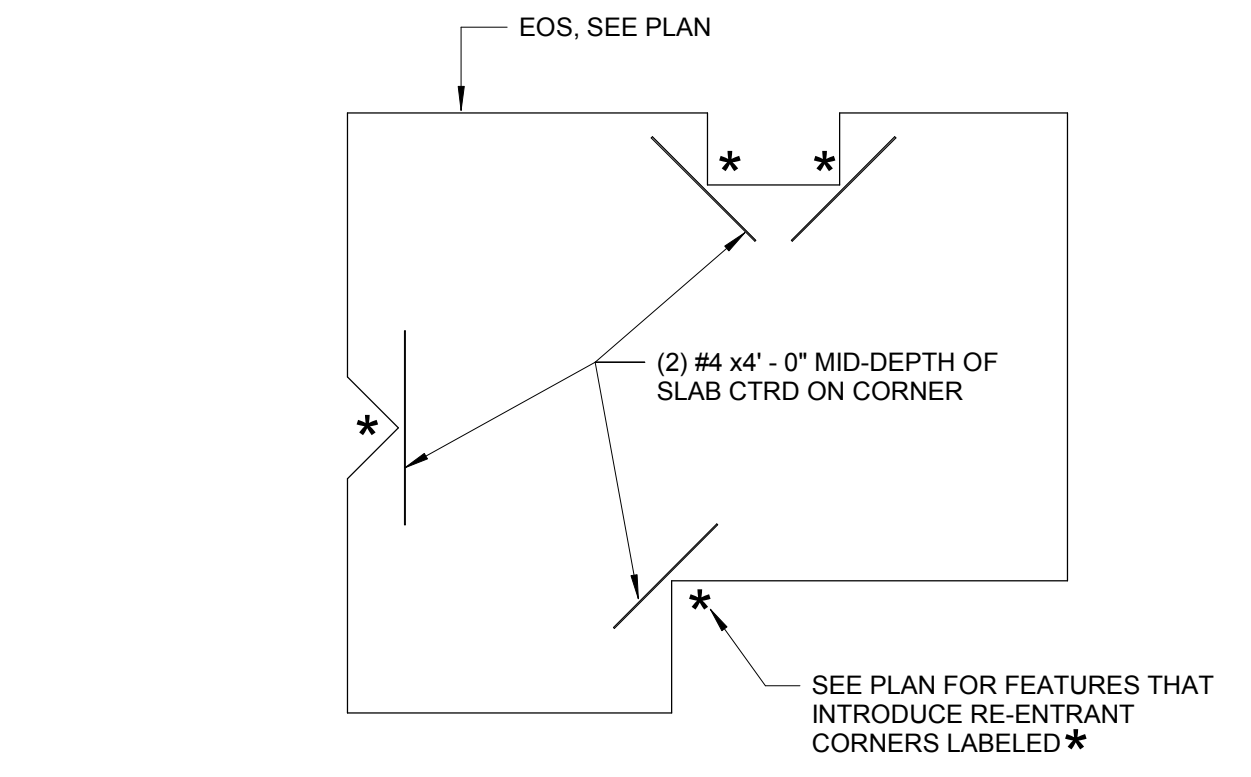 EOS, SEE PLAN
* *
(2) #4 x4' - 0" MID-DEPTH OF
SLAB CTRD ON CORNER
*
*
SEE PLAN FOR FEATURES THAT
INTRODUCE RE-ENTRANT
CORNERS LABELED *